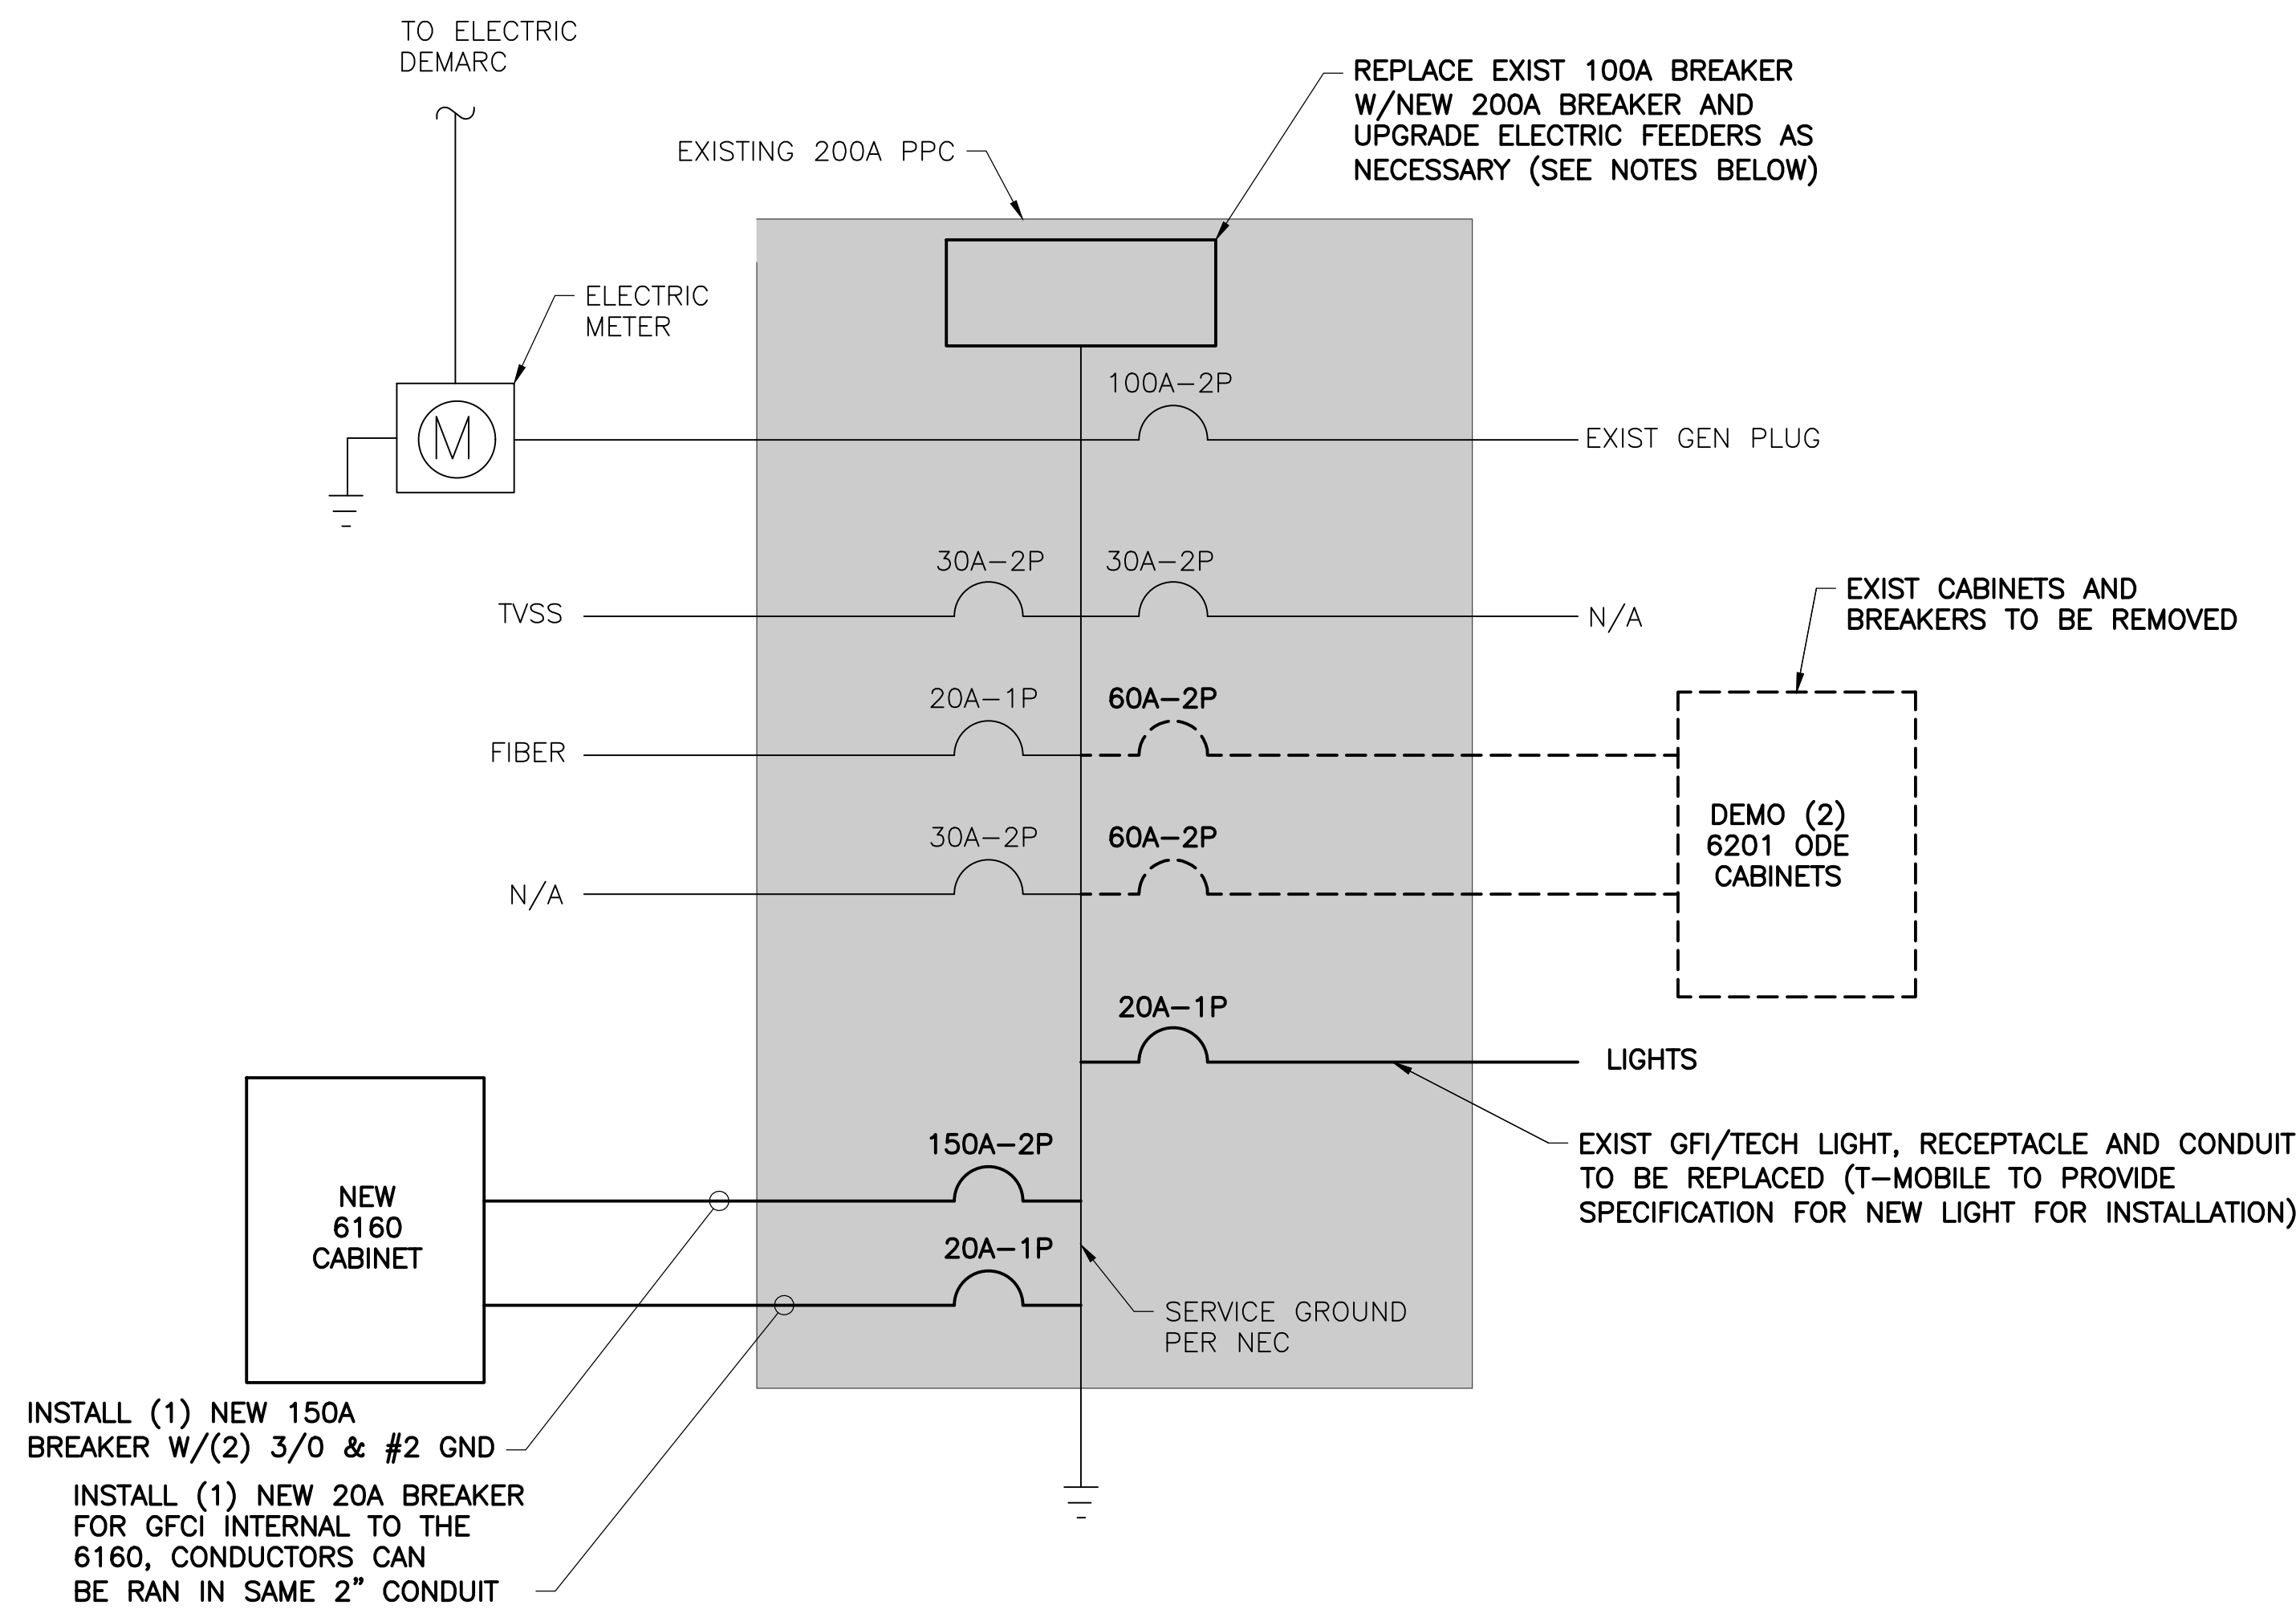 TO ELECTRIC
DEMARC
REPLACE EXIST 100A BREAKER
W/NEW 200A BREAKER AND
UPGRADE ELECTRIC FEEDERS AS
NECESSARY (SEE NOTES BELOW)
EXISTING 200A PPC
ELECTRIC
METER
M
100A-2P
EXIST GEN PLUG
30A-2P
30A-2P
TVSS
N/A
EXIST CABINETS AND
BREAKERS TO BE REMOVED
20A-1P
60A-2P
FIBER
30A-2P
60A-2P
N/A
DEMO (2)
6201 ODE
CABINETS
20A-1P
LIGHTS
EXIST GFI/TECH LIGHT, RECEPTACLE AND CONDUIT
TO BE REPLACED (T-MOBILE TO PROVIDE
SPECIFICATION FOR NEW LIGHT FOR INSTALLATION)
150A-2P
NEW
6160
CABINET
20A-1P
SERVICE GROUND
PER NEC
INSTALL (1) NEW 150A
BREAKER W/(2) 3/0 & #2 GND
INSTALL (1) NEW 20A BREAKER
FOR GFCI INTERNAL TO THE
6160, CONDUCTORS CAN
BE RAN IN SAME 2" CONDUIT